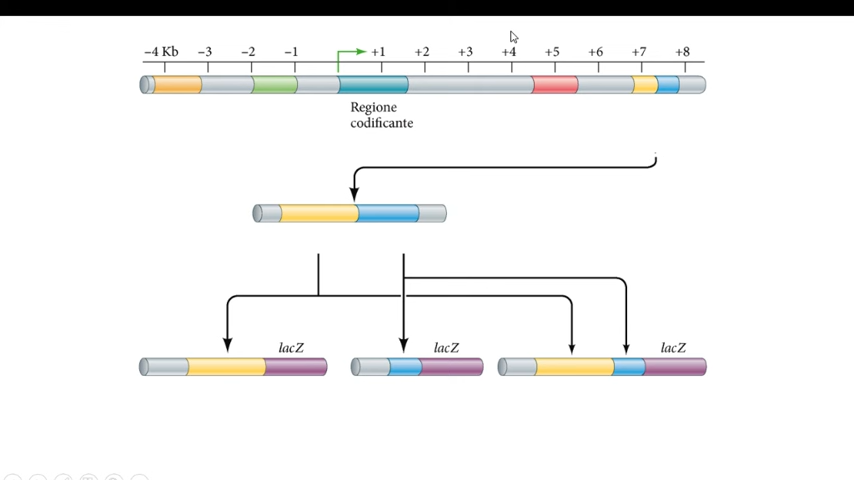 –4 Kb –3 –2 –1 +1 +2 +3 +4 +5 +6 +7 +8
Regione
codificante
lacZ lacZ lacZ